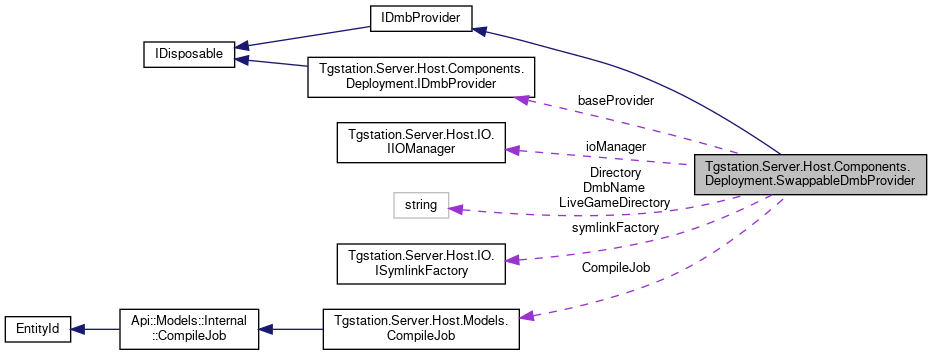 IDmbProvider
IDisposable
Tgstation.Server.Host.Components.
Deployment.IDmbProvider
baseProvider
Tgstation.Server.Host.IO.
IIOManager
ioManager
Tgstation.Server.Host.Components.
Deployment.SwappableDmbProvider
Directory
DmbName
LiveGameDirectory
string
symlinkFactory
Tgstation.Server.Host.IO.
ISymlinkFactory
CompileJob
EntityId
Api::Models::Internal
::CompileJob
Tgstation.Server.Host.Models.
CompileJob